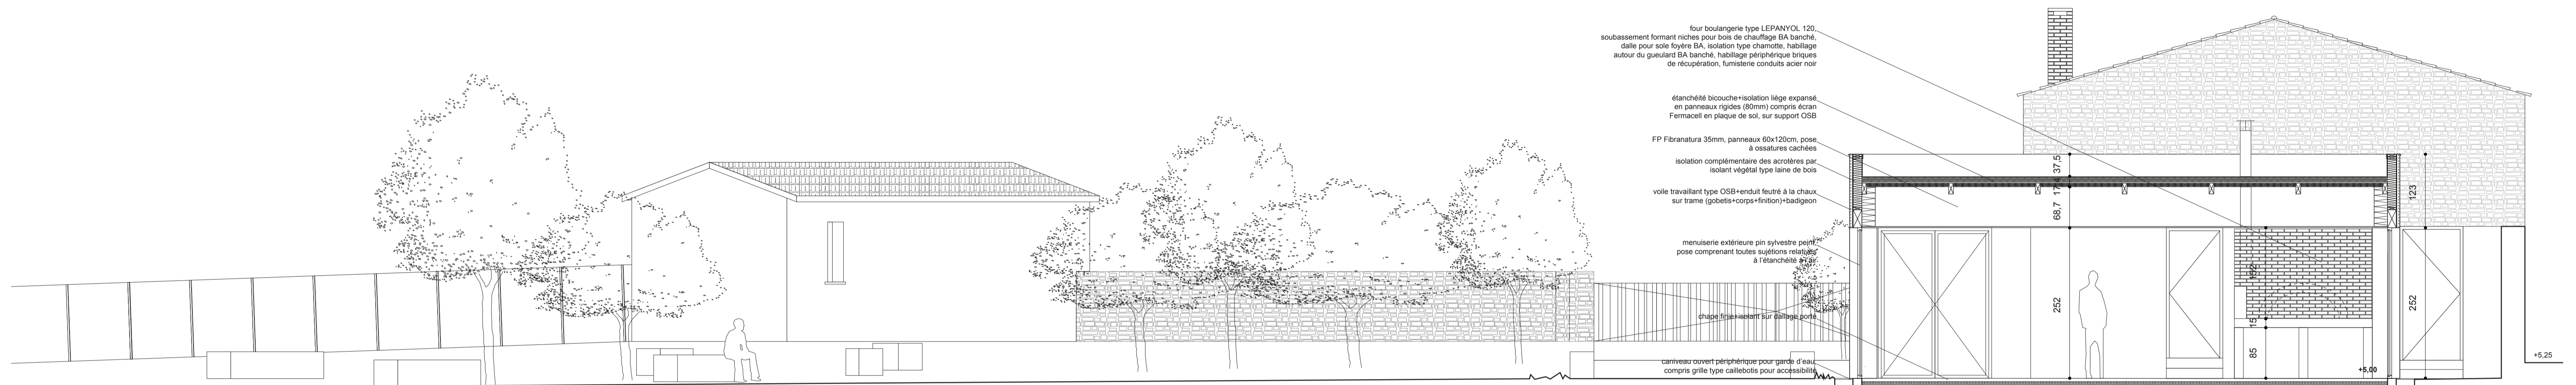 four boulangerie type LEPANYOL 120,
soubassement formant niches pour bois de chauffage BA banché,
dalle pour sole foyère BA, isolation type chamotte, habillage
autour du gueulard BA banché, habillage périphérique briques
de récupération, fumisterie conduits acier noir
étanchéité bicouche+isolation liège expansé
en panneaux rigides (80mm) compris écran
Fermacell en plaque de sol, sur support OSB
FP Fibranatura 35mm, panneaux 60x120cm, pose
à ossatures cachées
isolation complémentaire des acrotères par
isolant végétal type laine de bois
voile travaillant type OSB+enduit feutré à la chaux
sur trame (gobetis+corps+finition)+badigeon
menuiserie extérieure pin sylvestre peint,
pose comprenant toutes sujétions relatives
à l'étanchéité à l'air
chape finie+isolant sur dallage porté
caniveau ouvert périphérique pour garde d'eau,
compris grille type caillebotis pour accessibilité
37,5
68,7
252
15
85
123
252
+5,00
+5,25